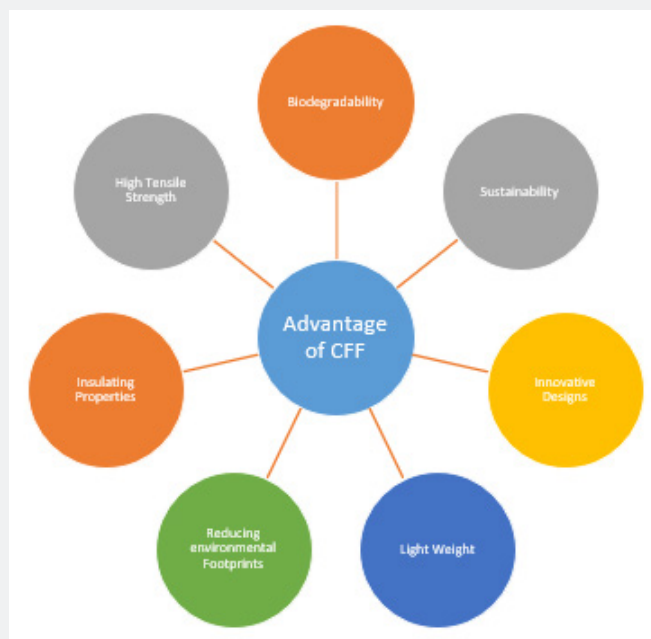 Biodegradability
High Tensile
Strength
Sustainability
Advantage
of CFF
Insulating
Properties
Innovative
Designs
Reducing
environmental
Footprints
Light Weight